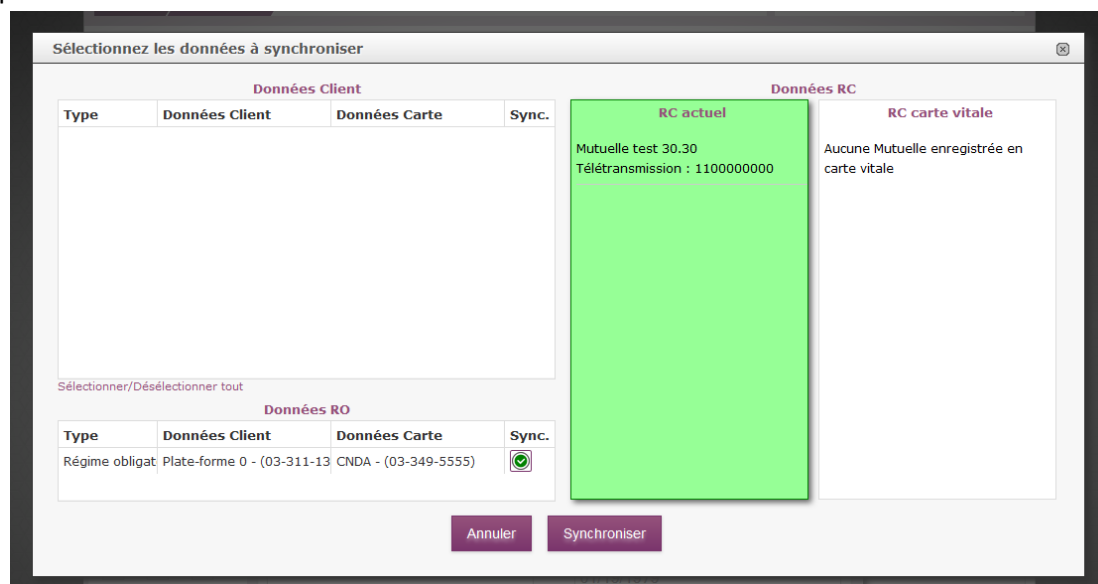 Sélectionnez les données à synchroniser
Données Client
Type Données Client Données Carte Sync.
Sélectionner/Désélectionner tout
Données RO
Type Données Client Données Carte Sync.
Régime obligat Plate-forme 0 - (03-311-13 CNDA - (03-349-5555)
Données RC
RC actuel
Mutuelle test 30.30
Télétransmission : 1100000000
RC carte vitale
Aucune Mutuelle enregistrée en
carte vitale
Annuler Synchroniser